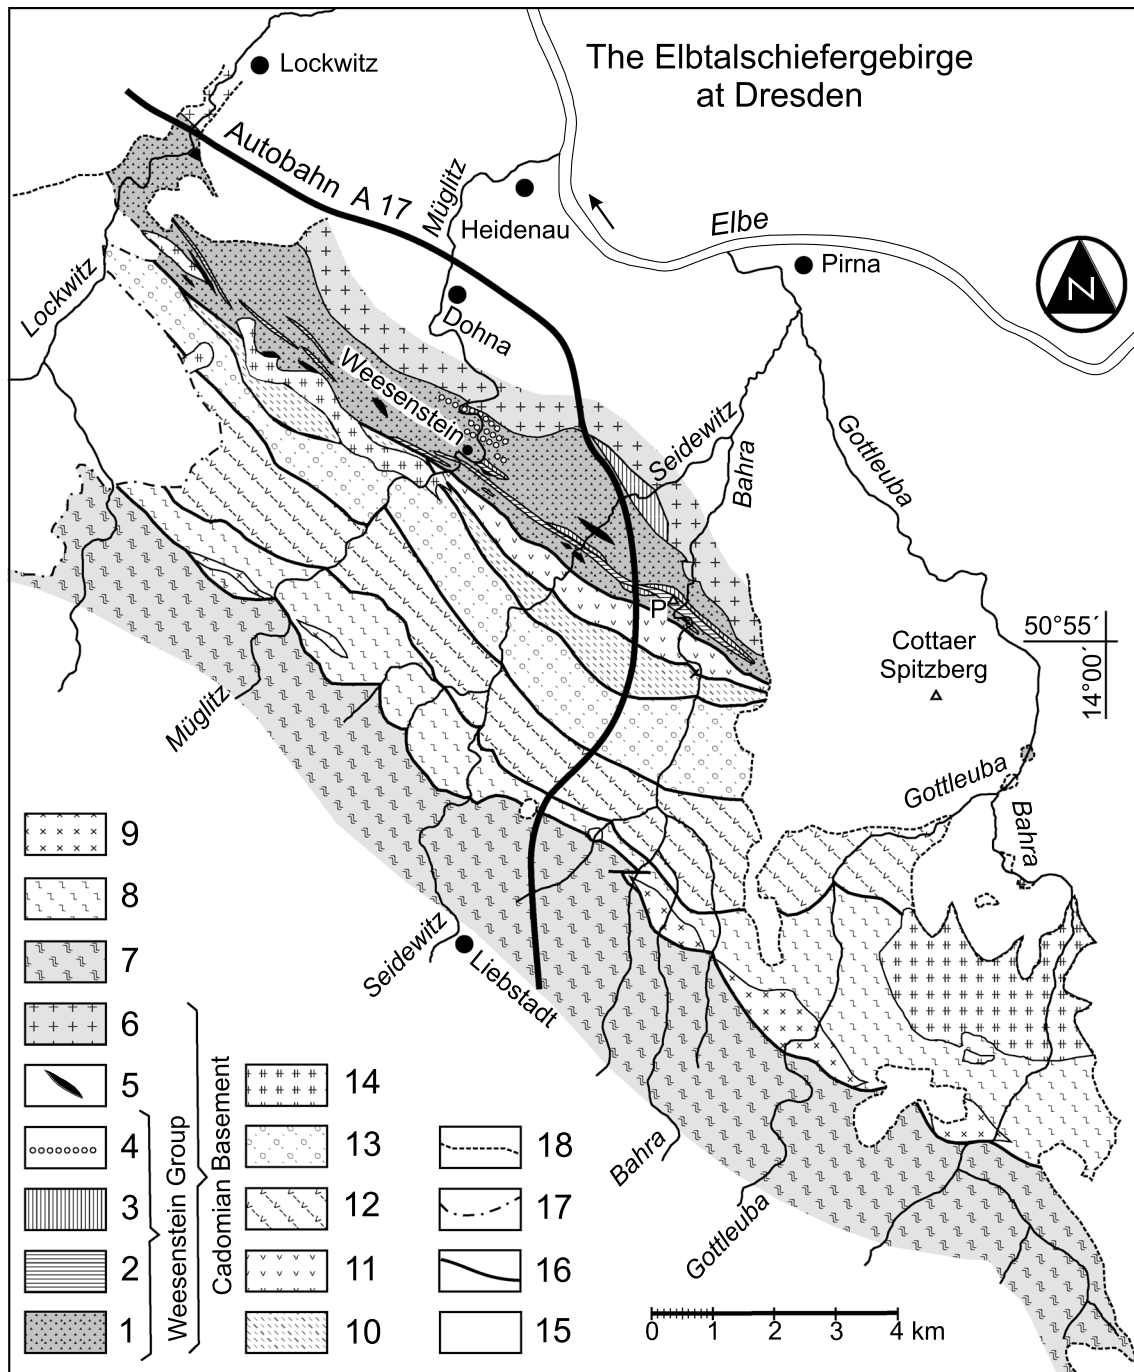 The Elbtalschiefergebirge
at Dresden
Lockwitz
Autobahn A 17
Müglitz
Heidenau
Elbe
Pirna
N
Lockwitz
Dohna
Weesenstein
Seidewitz
Bahra
Gottleuba
P
50°55´
14°00´
Cottaer
Spitzberg
Müglitz
Gottleuba
Bahra
Seidewitz
Liebstadt
Bahra
Gottleuba
9
8
7
6
5
4
3
2
1
Weesenstein Group
Cadomian Basement
14
13
12
11
10
18
17
16
15
0 1 2 3 4 km